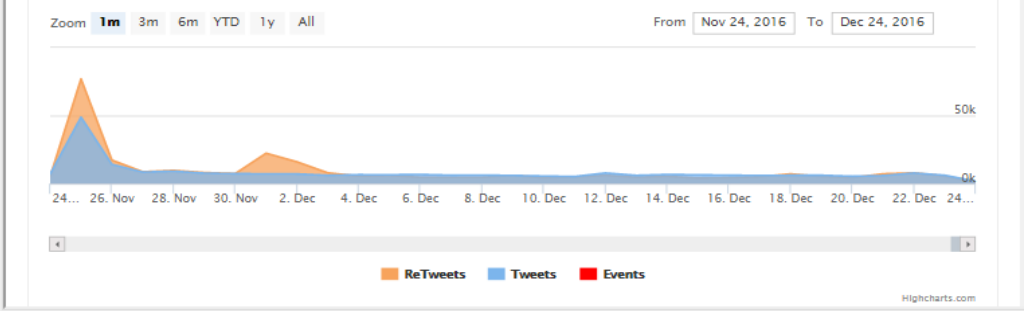 Zoom 1m 3m 6m YTD 1y All From Nov 24, 2016 To Dec 24, 2016
50k
0k
24... 26. Nov 28. Nov 30. Nov 2. Dec 4. Dec 6. Dec 8. Dec 10. Dec 12. Dec 14. Dec 16. Dec 18. Dec 20. Dec 22. Dec 24...
ReTweets Tweets Events
Highcharts.com